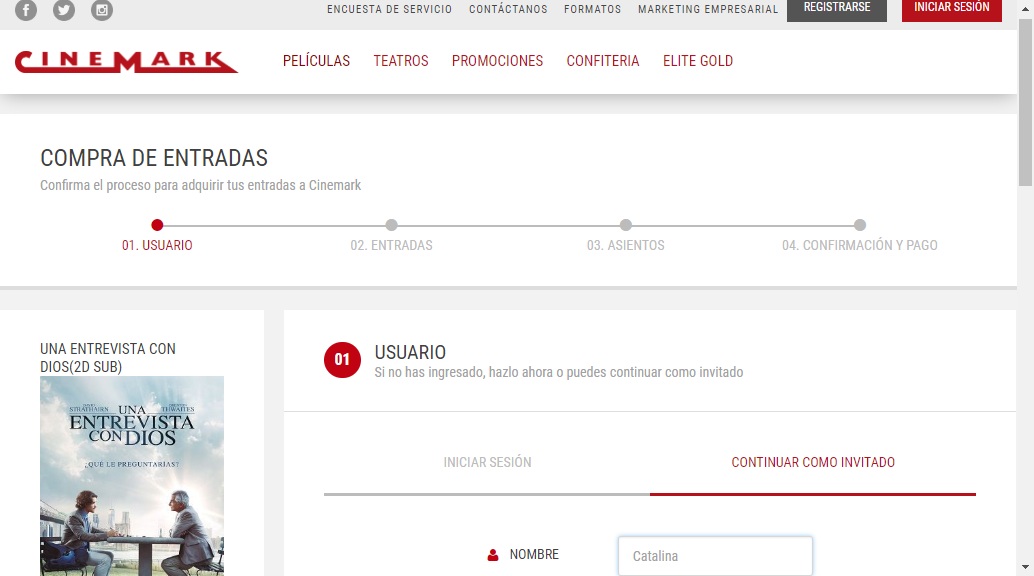 ENCUESTA DE SERVICIO CONTÁCTANOS FORMATOS MARKETING EMPRESARIAL REGISTRARSE INICIAR SESIÓN
CINEMARK PELÍCULAS TEATROS PROMOCIONES CONFITERIA ELITE GOLD
COMPRA DE ENTRADAS
Confirma el proceso para adquirir tus entradas a Cinemark
01. USUARIO 02. ENTRADAS 03. ASIENTOS 04. CONFIRMACIÓN Y PAGO
UNA ENTREVISTA CON
DIOS(2D SUB)
STRATHAIRN THWAITES
UNA
ENTREVISTA
CON DIOS
¿QUÉ LE PREGUNTARÍAS?
01 USUARIO
Si no has ingresado, hazlo ahora o puedes continuar como invitado
INICIAR SESIÓN CONTINUAR COMO INVITADO
NOMBRE Catalina